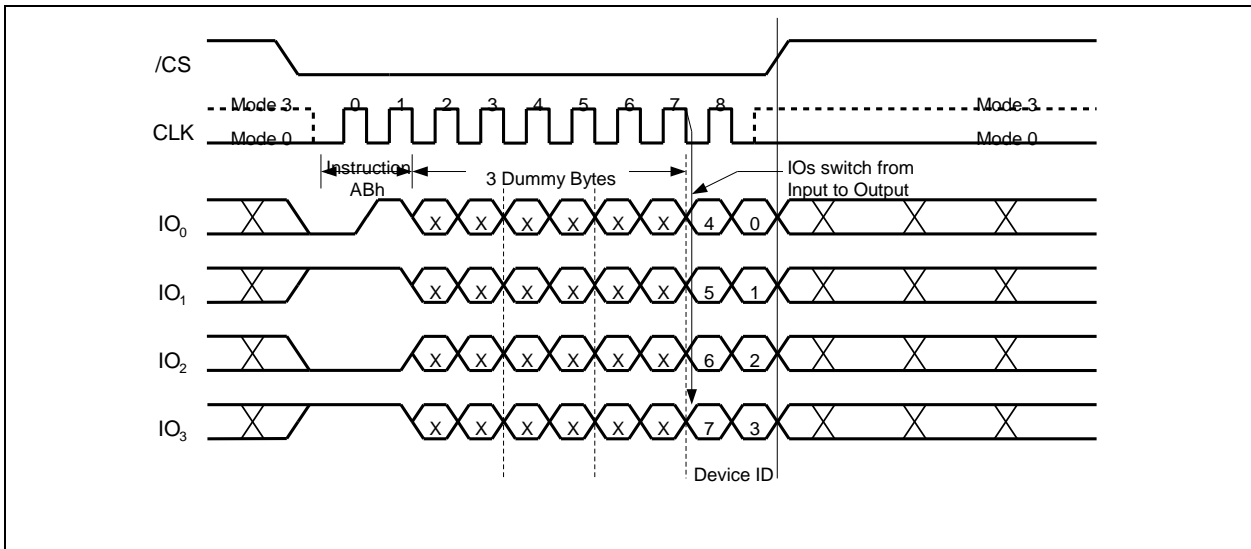 /CS
Mode 3 0 1 2 3 4 5 6 7 8 Mode 3
CLK Mode 0 Mode 0
Instruction
ABh
3 Dummy Bytes
IOs switch from
Input to Output
IO0 X X X X X X 4 0
IO1 X X X X X X 5 1
IO2 X X X X X X 6 2
IO3 X X X X X X 7 3
Device ID